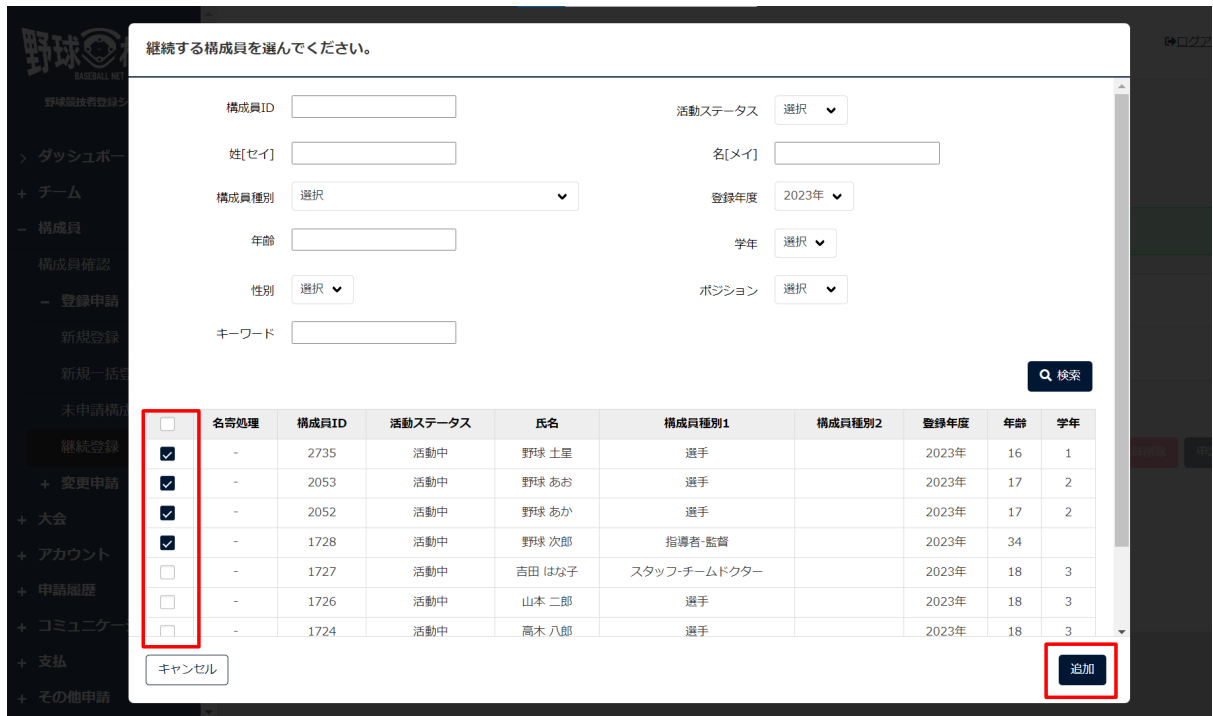 継続する構成員を選んでください。
野球
BASEBALL NET
野球競技者登録シ
ログア
> ダッシュボー
+ チーム
− 構成員
構成員確認
− 登録申請
新規登録
新規一括登
未申請構成
継続登録
+ 変更申請
+ 大会
+ アカウント
+ 申請履歴
+ コミュニケー
+ 支払
+ その他申請
構成員ID
活動ステータス 選択
姓[セイ]
名[メイ]
構成員種別 選択
登録年度 2023年
年齢
学年 選択
性別 選択
ポジション 選択
キーワード
検索
名寄処理 構成員ID 活動ステータス 氏名 構成員種別1 構成員種別2 登録年度 年齢 学年
- 2735 活動中 野球 土星 選手 2023年 16 1
- 2053 活動中 野球 あお 選手 2023年 17 2
- 2052 活動中 野球 あか 選手 2023年 17 2
- 1728 活動中 野球 次郎 指導者-監督 2023年 34
- 1727 活動中 吉田 はな子 スタッフ-チームドクター 2023年 18 3
- 1726 活動中 山本 二郎 選手 2023年 18 3
- 1724 活動中 高木 八郎 選手 2023年 18 3
キャンセル
追加